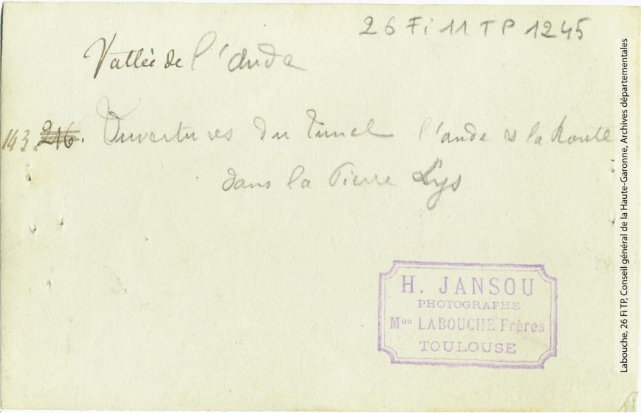 26 Fi 11 TP 1245
Vallée de l'Aude
143 216. Ouvertures du Tunnel l'aude et la Route
dans la Pierre Lys
H. JANSOU
PHOTOGRAPHE
Mon LABOUCHE Frères
TOULOUSE
Labouche, 26 Fi TP, Conseil général de la Haute-Garonne, Archives départementales